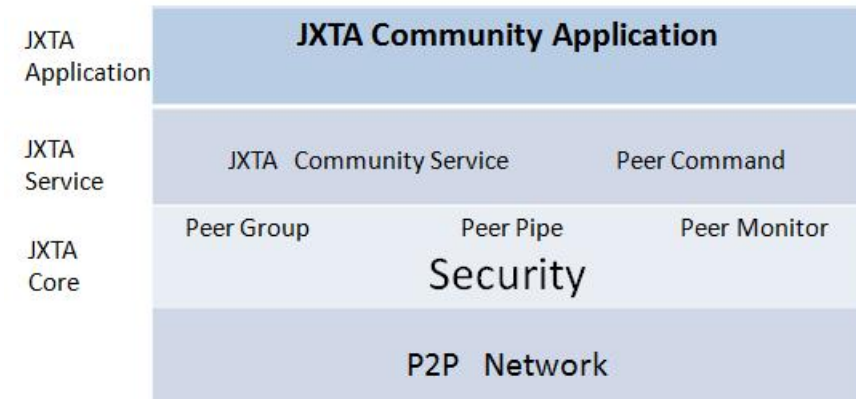 JXTA
Application
JXTA Community Application
JXTA
Service
JXTA Community Service Peer Command
JXTA
Core
Peer Group Peer Pipe Peer Monitor
Security
P2P Network